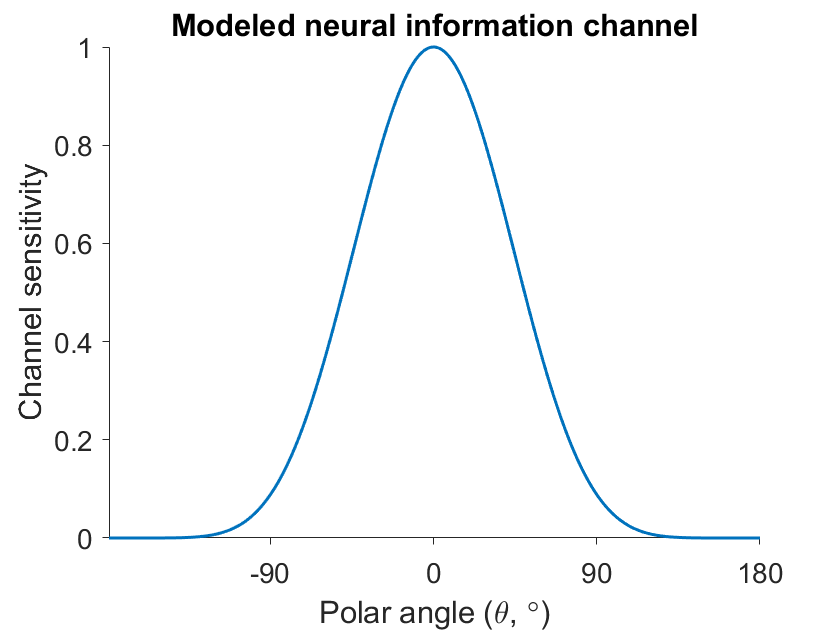 Modeled neural information channel
1
0.8
0.6
0.4
0.2
0
Channel sensitivity
-90 0 90 180
Polar angle (θ, °)